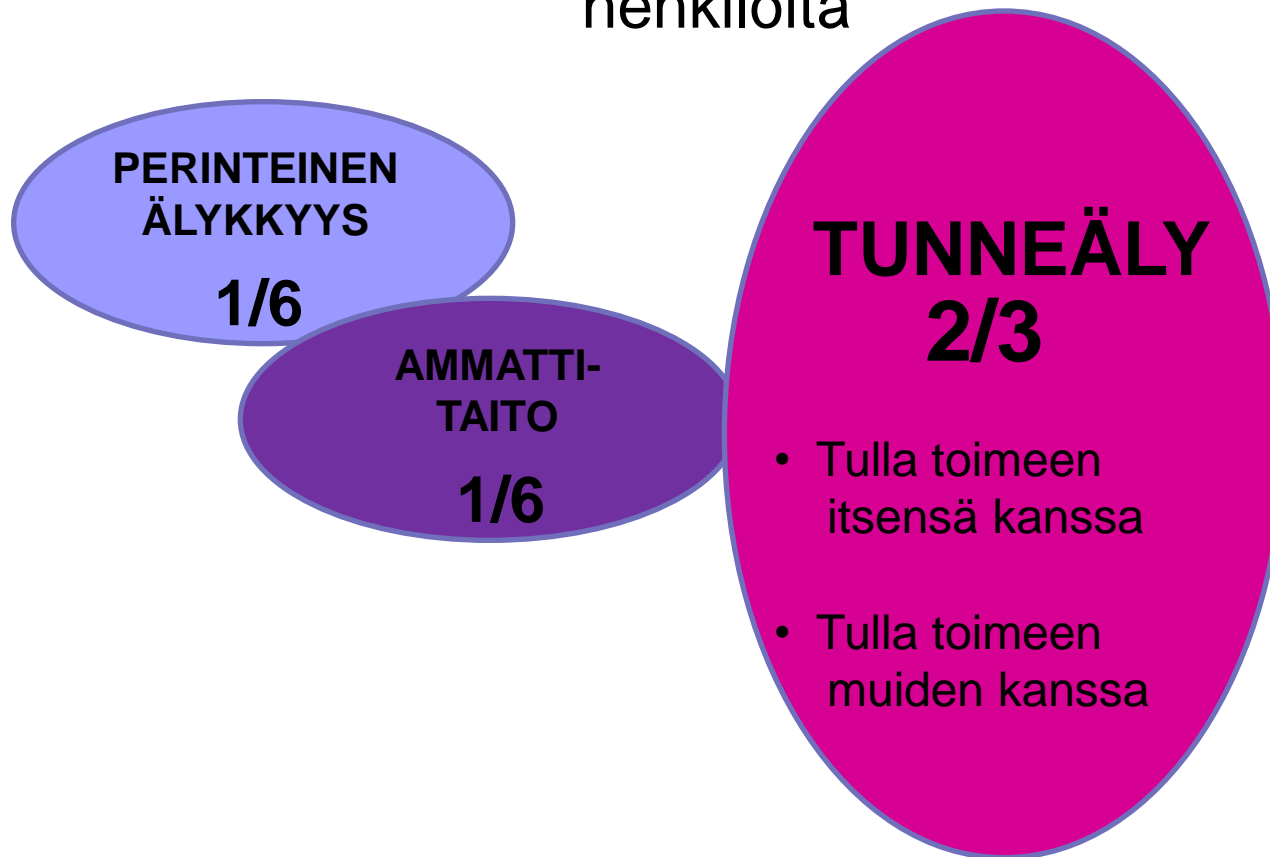 henkilöitä
PERINTEINEN
ÄLYKKYYS
1/6
AMMATTI-
TAITO
1/6
TUNNEÄLY
2/3
• Tulla toimeen
itsensä kanssa
• Tulla toimeen
muiden kanssa